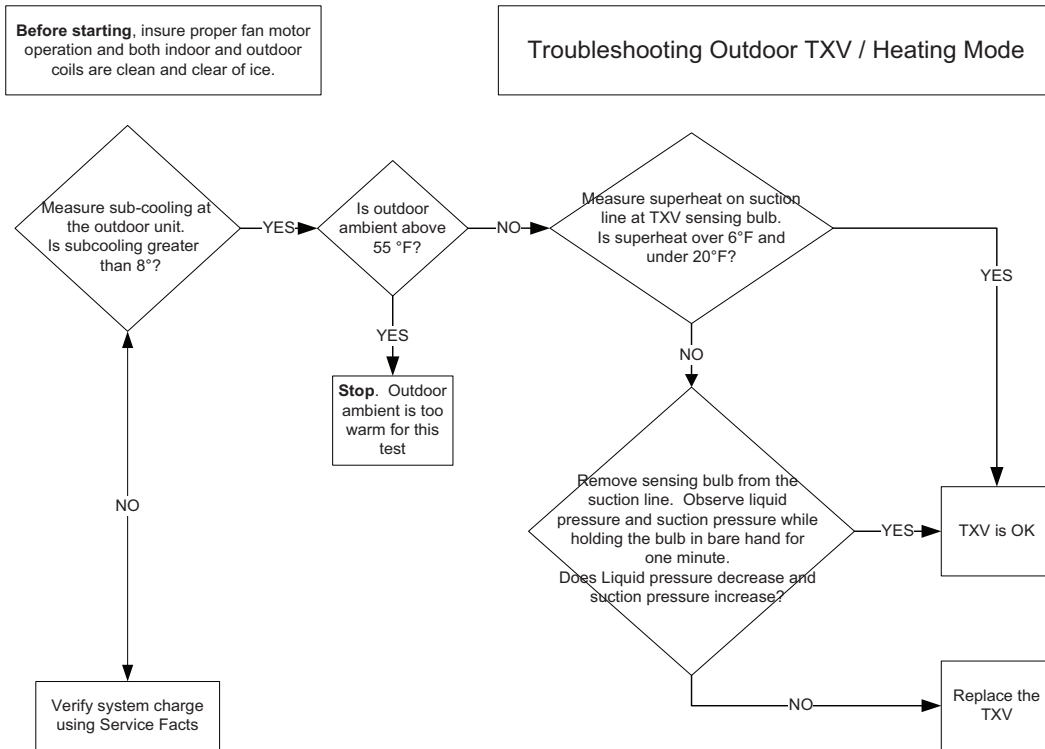 Before starting, insure proper fan motor
operation and both indoor and outdoor
coils are clean and clear of ice.
Troubleshooting Outdoor TXV / Heating Mode
Measure sub-cooling at
the outdoor unit.
Is subcooling greater
than 8°?
YES
Is outdoor
ambient above
55 °F?
NO
Measure superheat on suction
line at TXV sensing bulb.
Is superheat over 6°F and
under 20°F?
YES
YES
NO
Stop. Outdoor
ambient is too
warm for this
test
NO
Remove sensing bulb from the
suction line. Observe liquid
pressure and suction pressure while
holding the bulb in bare hand for
one minute.
Does Liquid pressure decrease and
suction pressure increase?
YES
TXV is OK
Verify system charge
using Service Facts
NO
Replace the
TXV